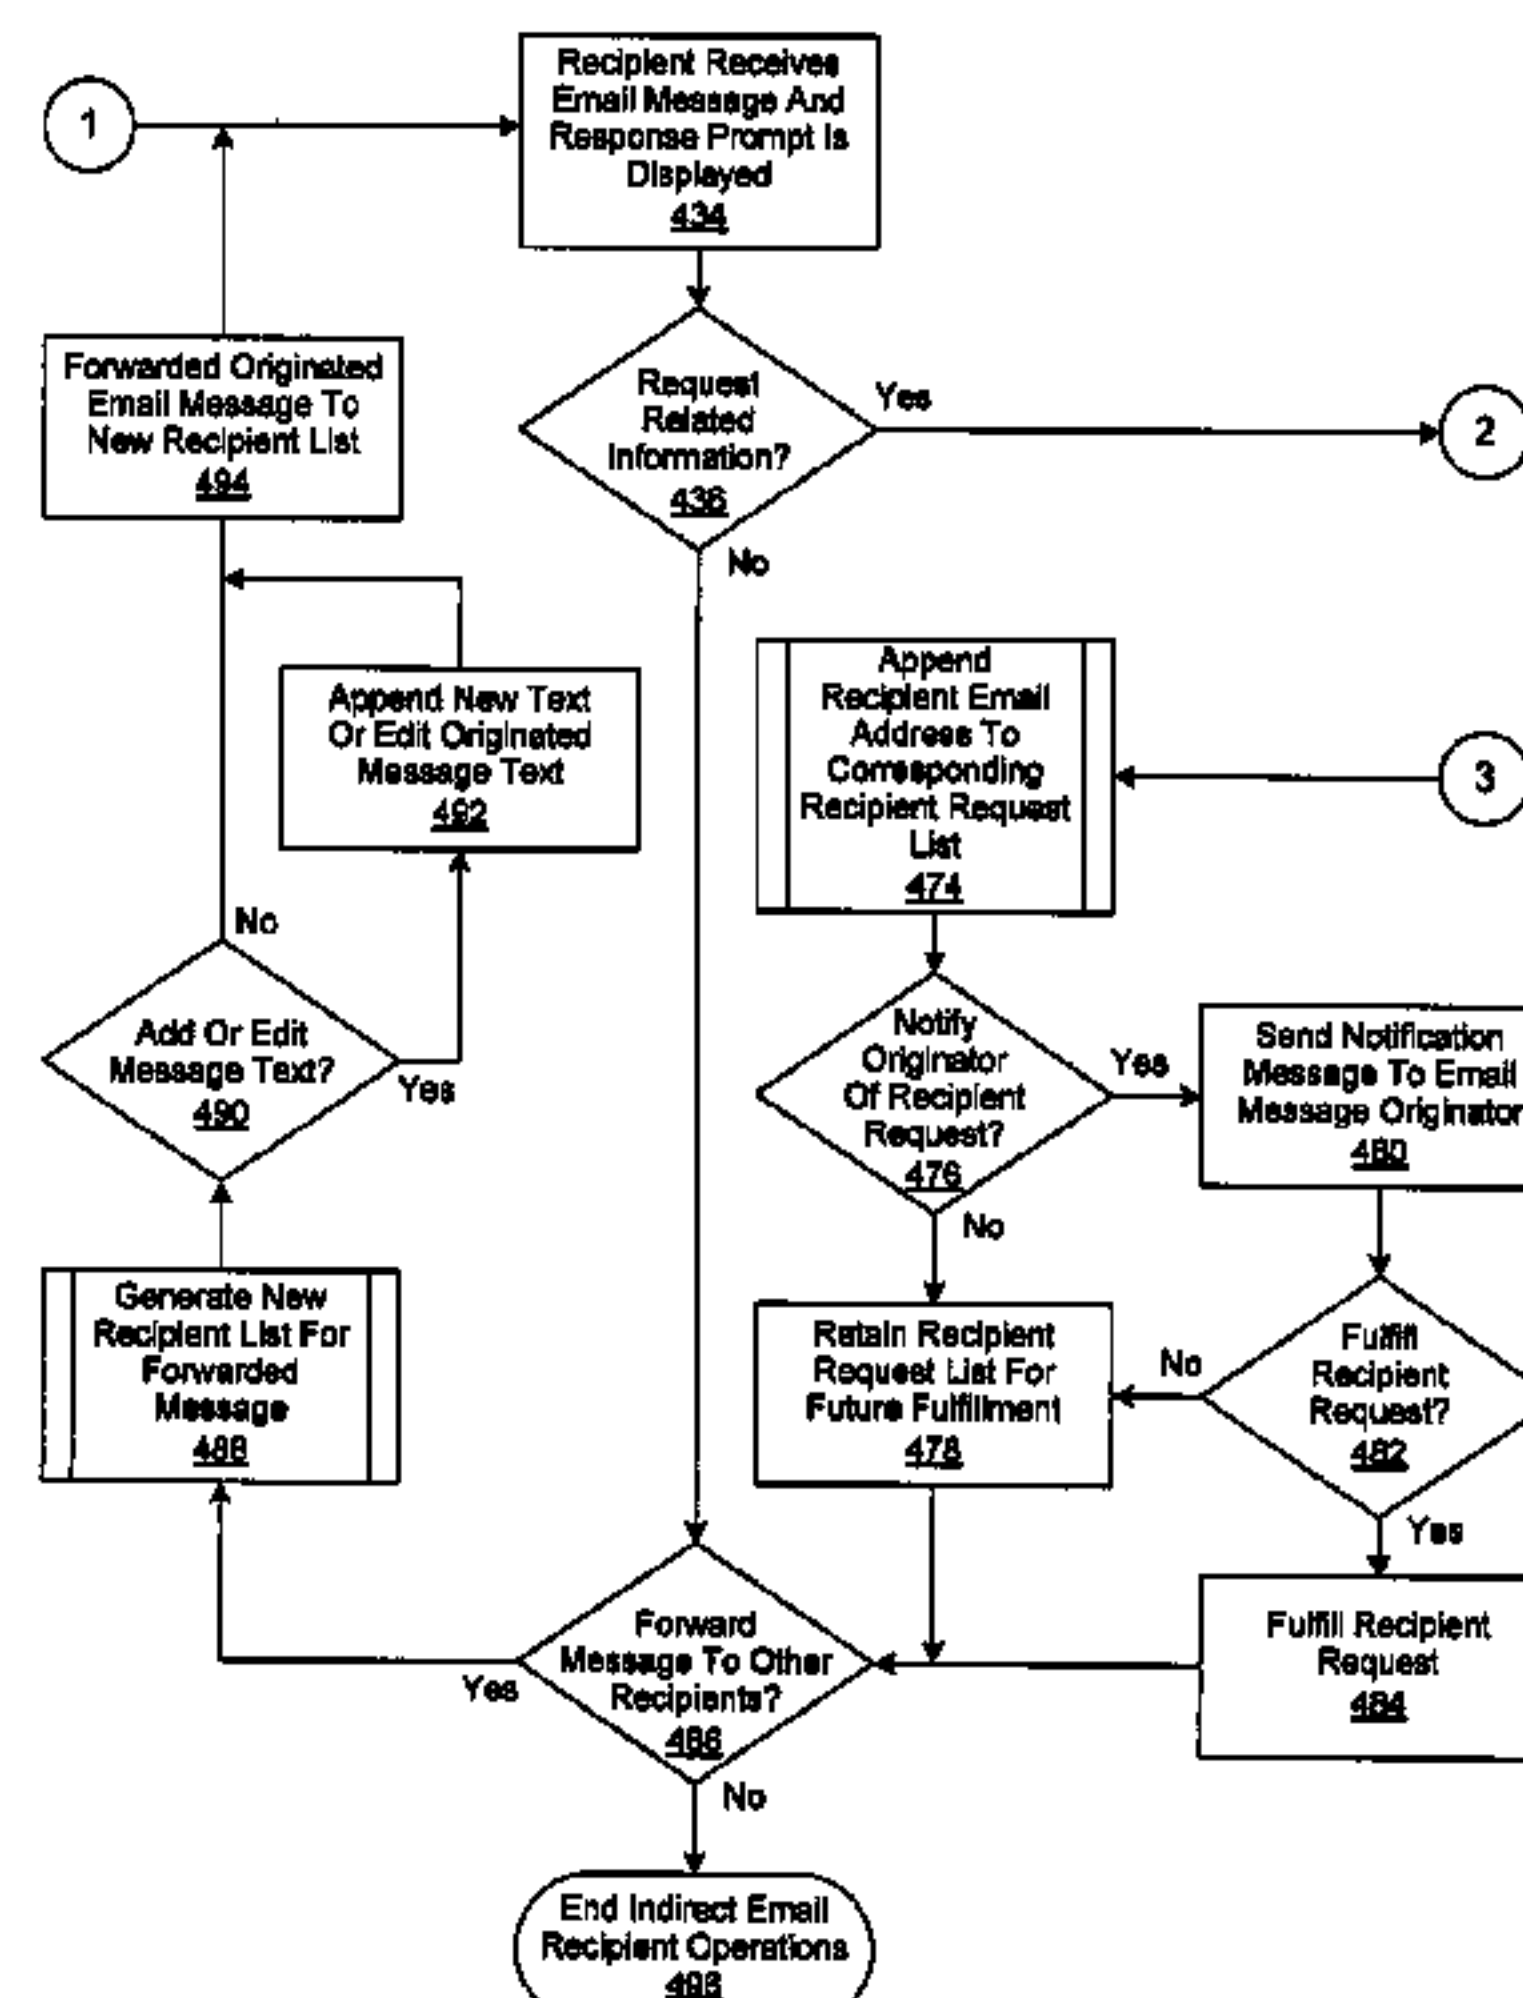 1
Recipient Receives
Email Message And
Response Prompt Is
Displayed
434
Forwarded Originated
Email Message To
New Recipient List
494
Request
Related
Information?
436
Yes
2
No
Append New Text
Or Edit Originated
Message Text
492
Append
Recipient Email
Address To
Corresponding
Recipient Request
List
474
3
No
Add Or Edit
Message Text?
490
Yes
Notify
Originator
Of Recipient
Request?
476
Yes
Send Notification
Message To Email
Message Originator
480
No
Generate New
Recipient List For
Forwarded
Message
488
Retain Recipient
Request List For
Future Fulfillment
478
No
Fulfill
Recipient
Request?
482
Yes
Forward
Message To Other
Recipients?
486
Yes
Fulfill Recipient
Request
484
No
End Indirect Email
Recipient Operations